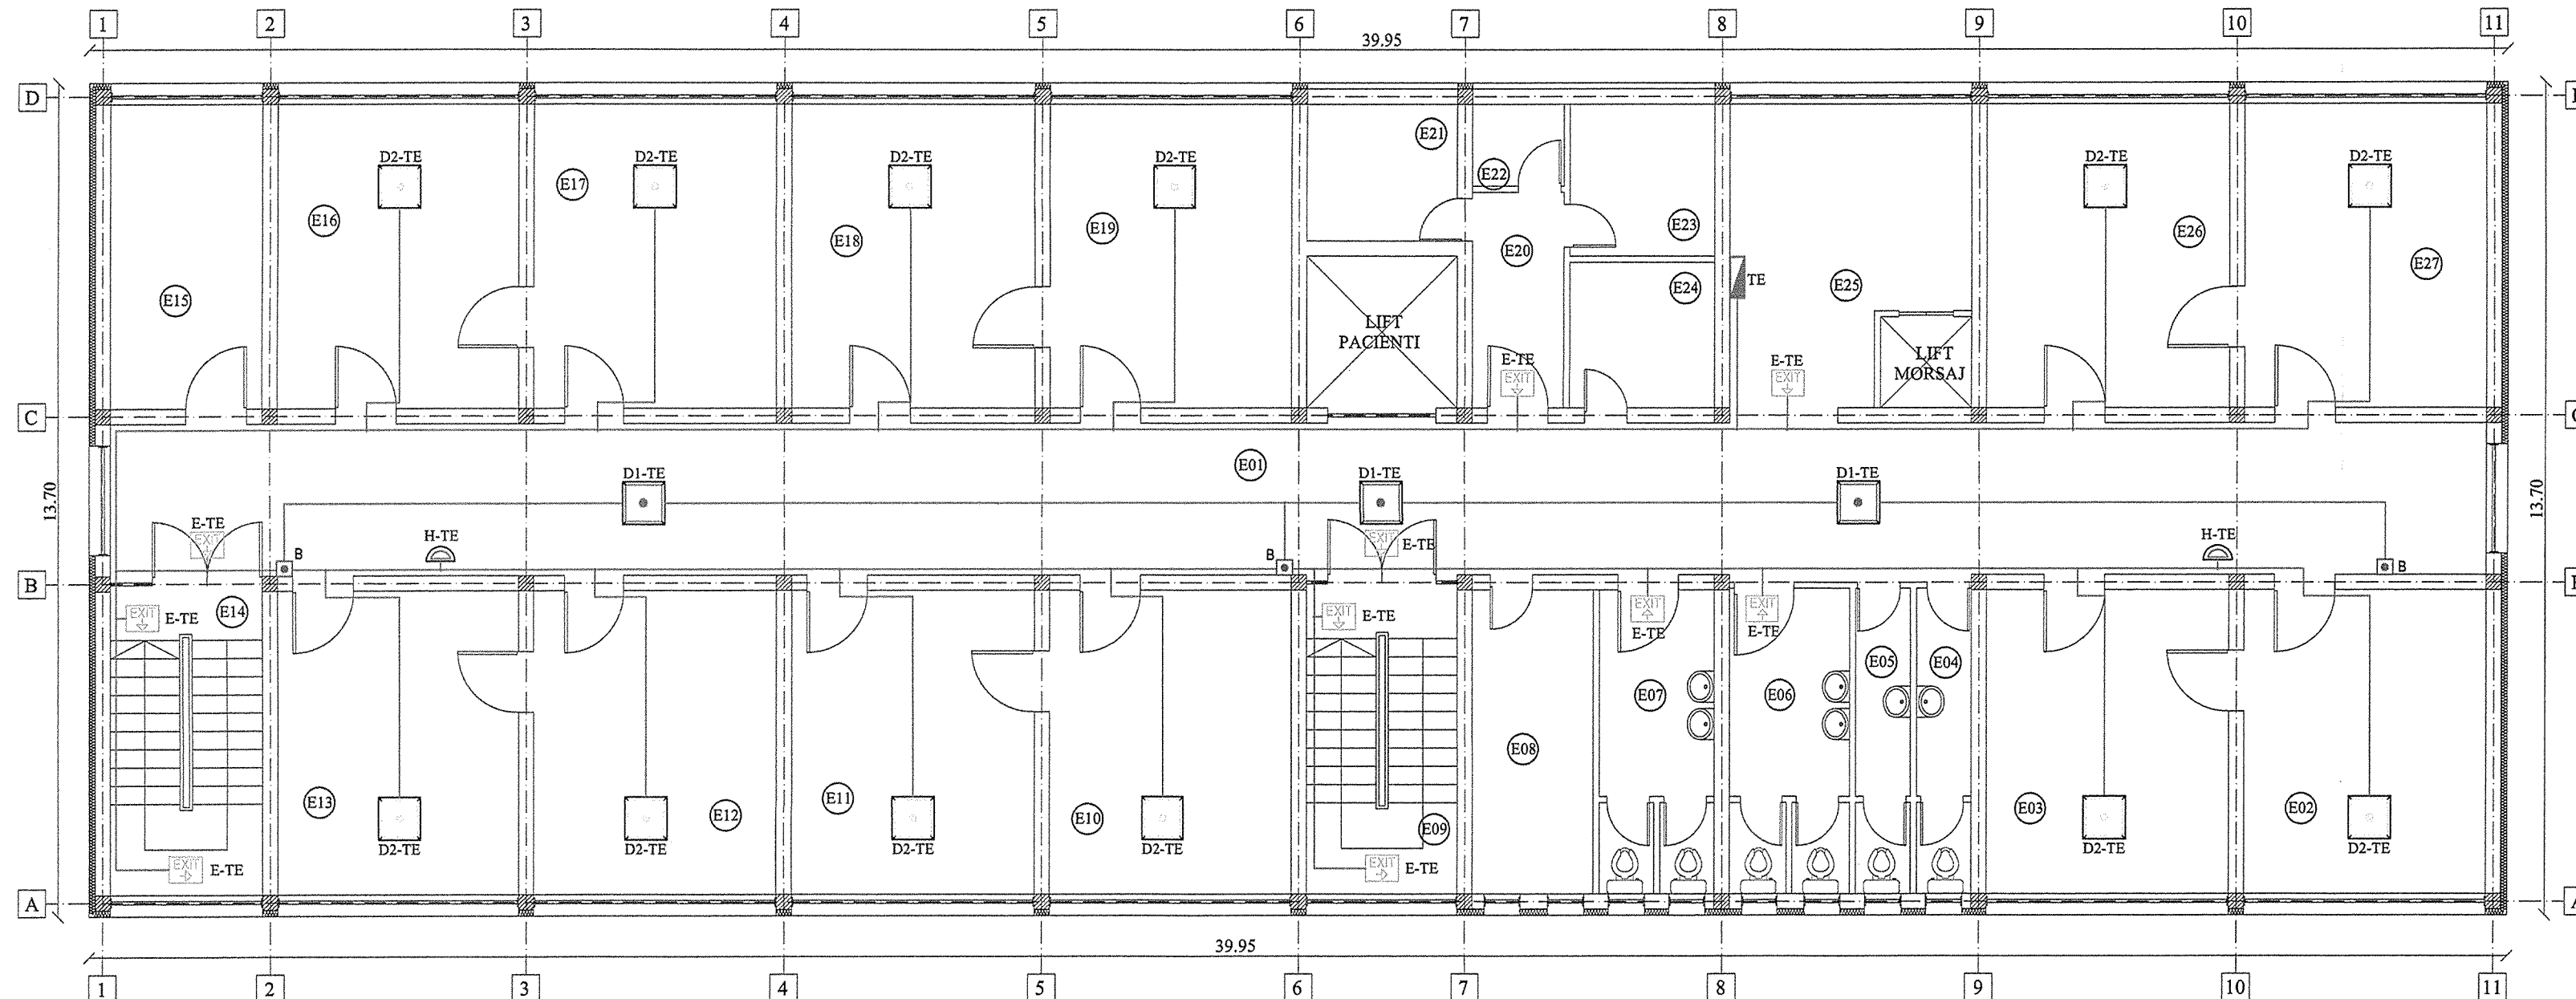 1 2 3 4 5 6 7 8 9 10 11
39.95
D
D2-TE D2-TE D2-TE D2-TE D2-TE D2-TE
E21
E22
E17
E16
E18
E19
E23
E20
E26
E27
E24
TE
E25
E15
LIFT
PACIENTI
LIFT
MORSAJ
E-TE
EXIT
E-TE
EXIT
C
E01
D1-TE D1-TE D1-TE
13.70
13.70
E-TE
EXIT
H-TE
EXIT
E-TE
H-TE
B
B
B
B
EXIT
E-TE
E14
EXIT
E-TE
EXIT
E-TE
EXIT
E-TE
E05
E04
E07
E06
E08
E13
E12
E11
E10
E09
E03
E02
D2-TE D2-TE D2-TE D2-TE D2-TE D2-TE
EXIT
E-TE
EXIT
E-TE
A
39.95
1 2 3 4 5 6 7 8 9 10 11